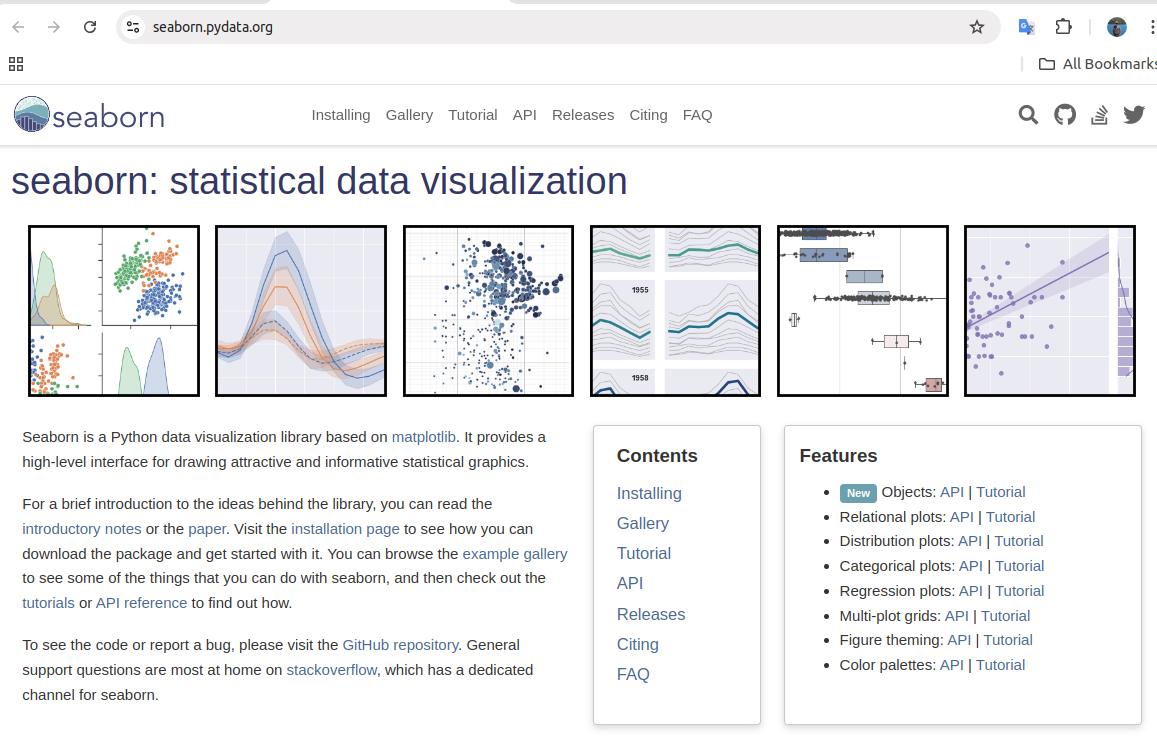 seaborn.pydata.org
All Bookmarks
seaborn
Installing Gallery Tutorial API Releases Citing FAQ
seaborn: statistical data visualization
1955
1958
Seaborn is a Python data visualization library based on matplotlib. It provides a
high-level interface for drawing attractive and informative statistical graphics.
For a brief introduction to the ideas behind the library, you can read the
introductory notes or the paper. Visit the installation page to see how you can
download the package and get started with it. You can browse the example gallery
to see some of the things that you can do with seaborn, and then check out the
tutorials or API reference to find out how.
To see the code or report a bug, please visit the GitHub repository. General
support questions are most at home on stackoverflow, which has a dedicated
channel for seaborn.
Contents
Installing
Gallery
Tutorial
API
Releases
Citing
FAQ
Features
New Objects: API | Tutorial
Relational plots: API | Tutorial
Distribution plots: API | Tutorial
Categorical plots: API | Tutorial
Regression plots: API | Tutorial
Multi-plot grids: API | Tutorial
Figure theming: API | Tutorial
Color palettes: API | Tutorial